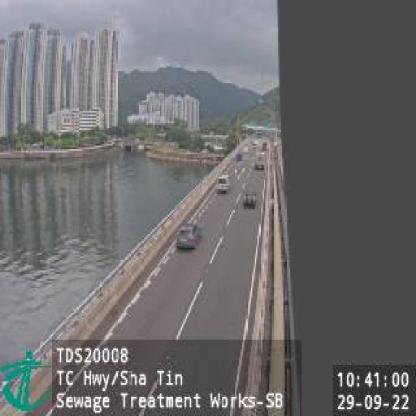 TDS20008
TC Hwy/Sha Tin
Sewage Treatment Works-SB
10:41:00
29-09-22